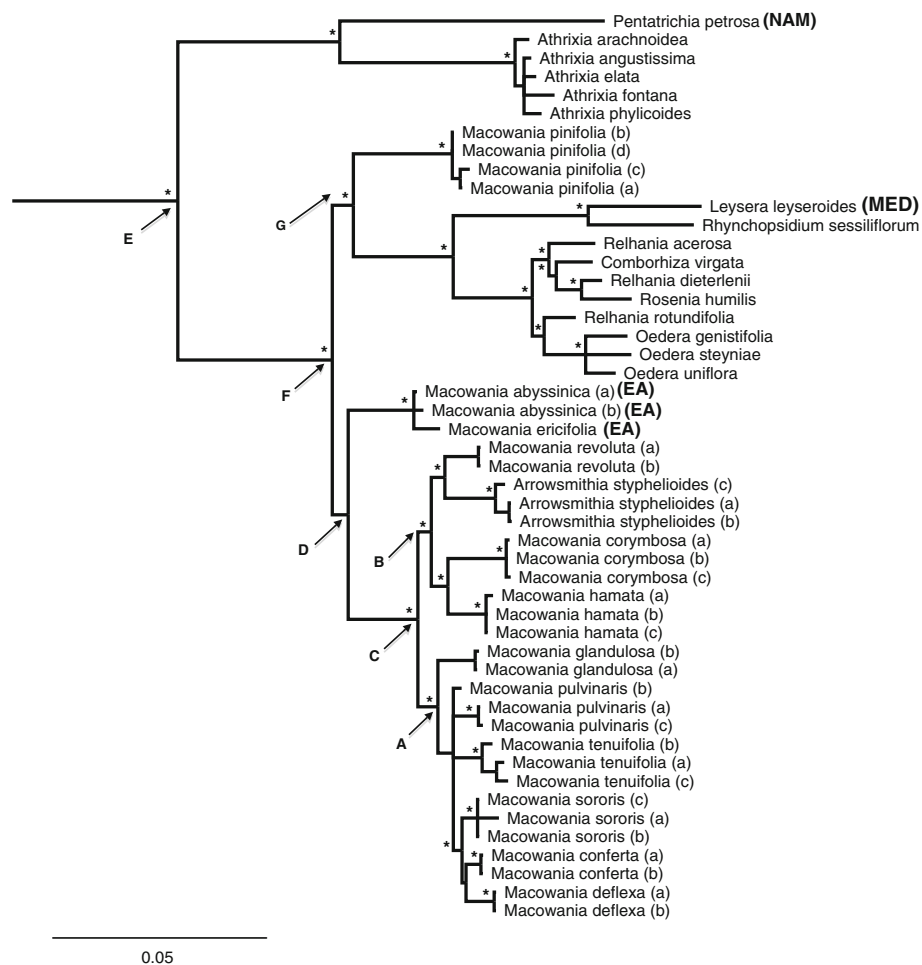 Pentatrichia petrosa (NAM)
* Athrixia arachnoidea
* Athrixia angustissima
Athrixia elata
Athrixia fontana
Athrixia phylicoides
Macowania pinifolia (b)
* Macowania pinifolia (d)
Macowania pinifolia (c)
* * Macowania pinifolia (a)
E G * Leysera leyseroides (MED)
Rhynchopsidium sessiliflorum
* * Relhania acerosa
* Comborhiza virgata
* * Relhania dieterlenii
Rosenia humilis
Relhania rotundifolia
* * Oedera genistifolia
* * Oedera steyniae
Oedera uniflora
F * Macowania abyssinica (a) (EA)
Macowania abyssinica (b) (EA)
Macowania ericifolia (EA)
Macowania revoluta (a)
* Macowania revoluta (b)
* Arrowsmithia styphelioides (c)
Arrowsmithia styphelioides (a)
* Arrowsmithia styphelioides (b)
D Macowania corymbosa (a)
B * Macowania corymbosa (b)
* Macowania corymbosa (c)
Macowania hamata (a)
* * Macowania hamata (b)
Macowania hamata (c)
C Macowania glandulosa (b)
Macowania glandulosa (a)
* Macowania pulvinaris (b)
* Macowania pulvinaris (a)
Macowania pulvinaris (c)
A * Macowania tenuifolia (b)
Macowania tenuifolia (a)
Macowania tenuifolia (c)
Macowania sororis (c)
* Macowania sororis (a)
Macowania sororis (b)
* * Macowania conferta (a)
Macowania conferta (b)
* Macowania deflexa (a)
Macowania deflexa (b)
0.05